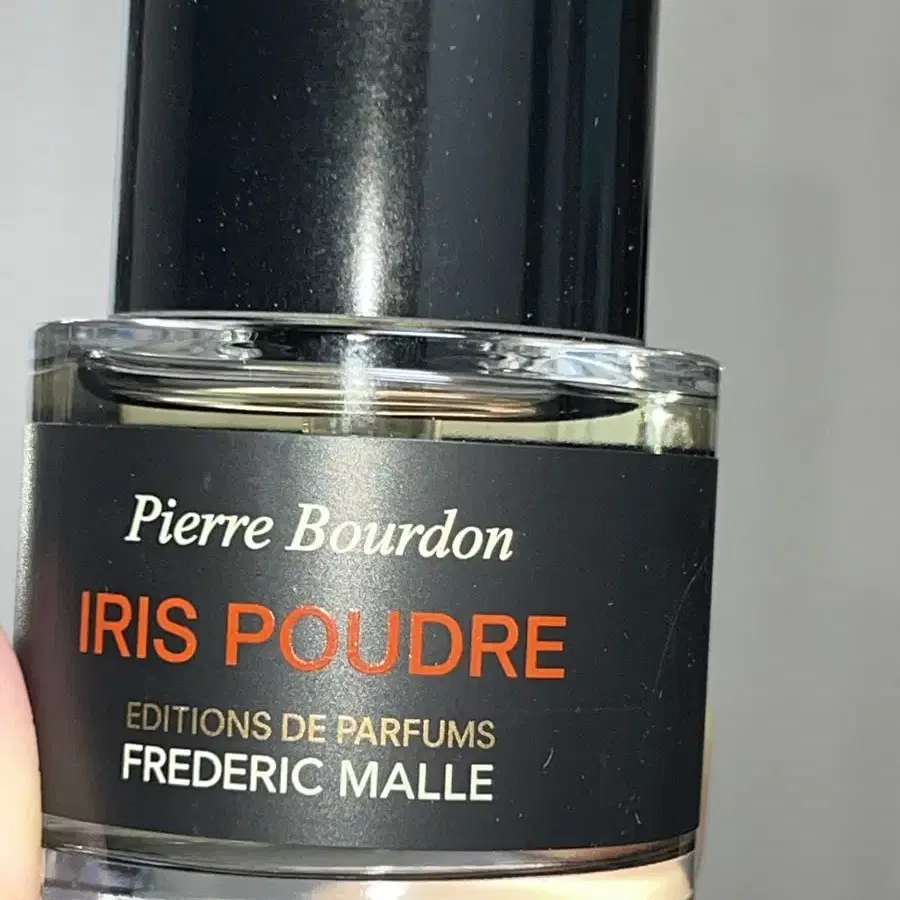 Pierre Bourdon
IRIS POUDRE
EDITIONS DE PARFUMS
FREDERIC MALLE